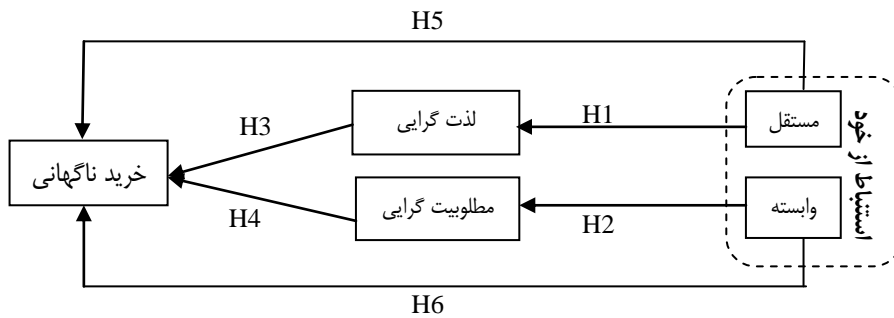 H5
مستقل
H1
لذت گرایی
H3
خرید ناگهانی
استنباط از خود
وابسته
H2
مطلوبیت گرایی
H4
H6